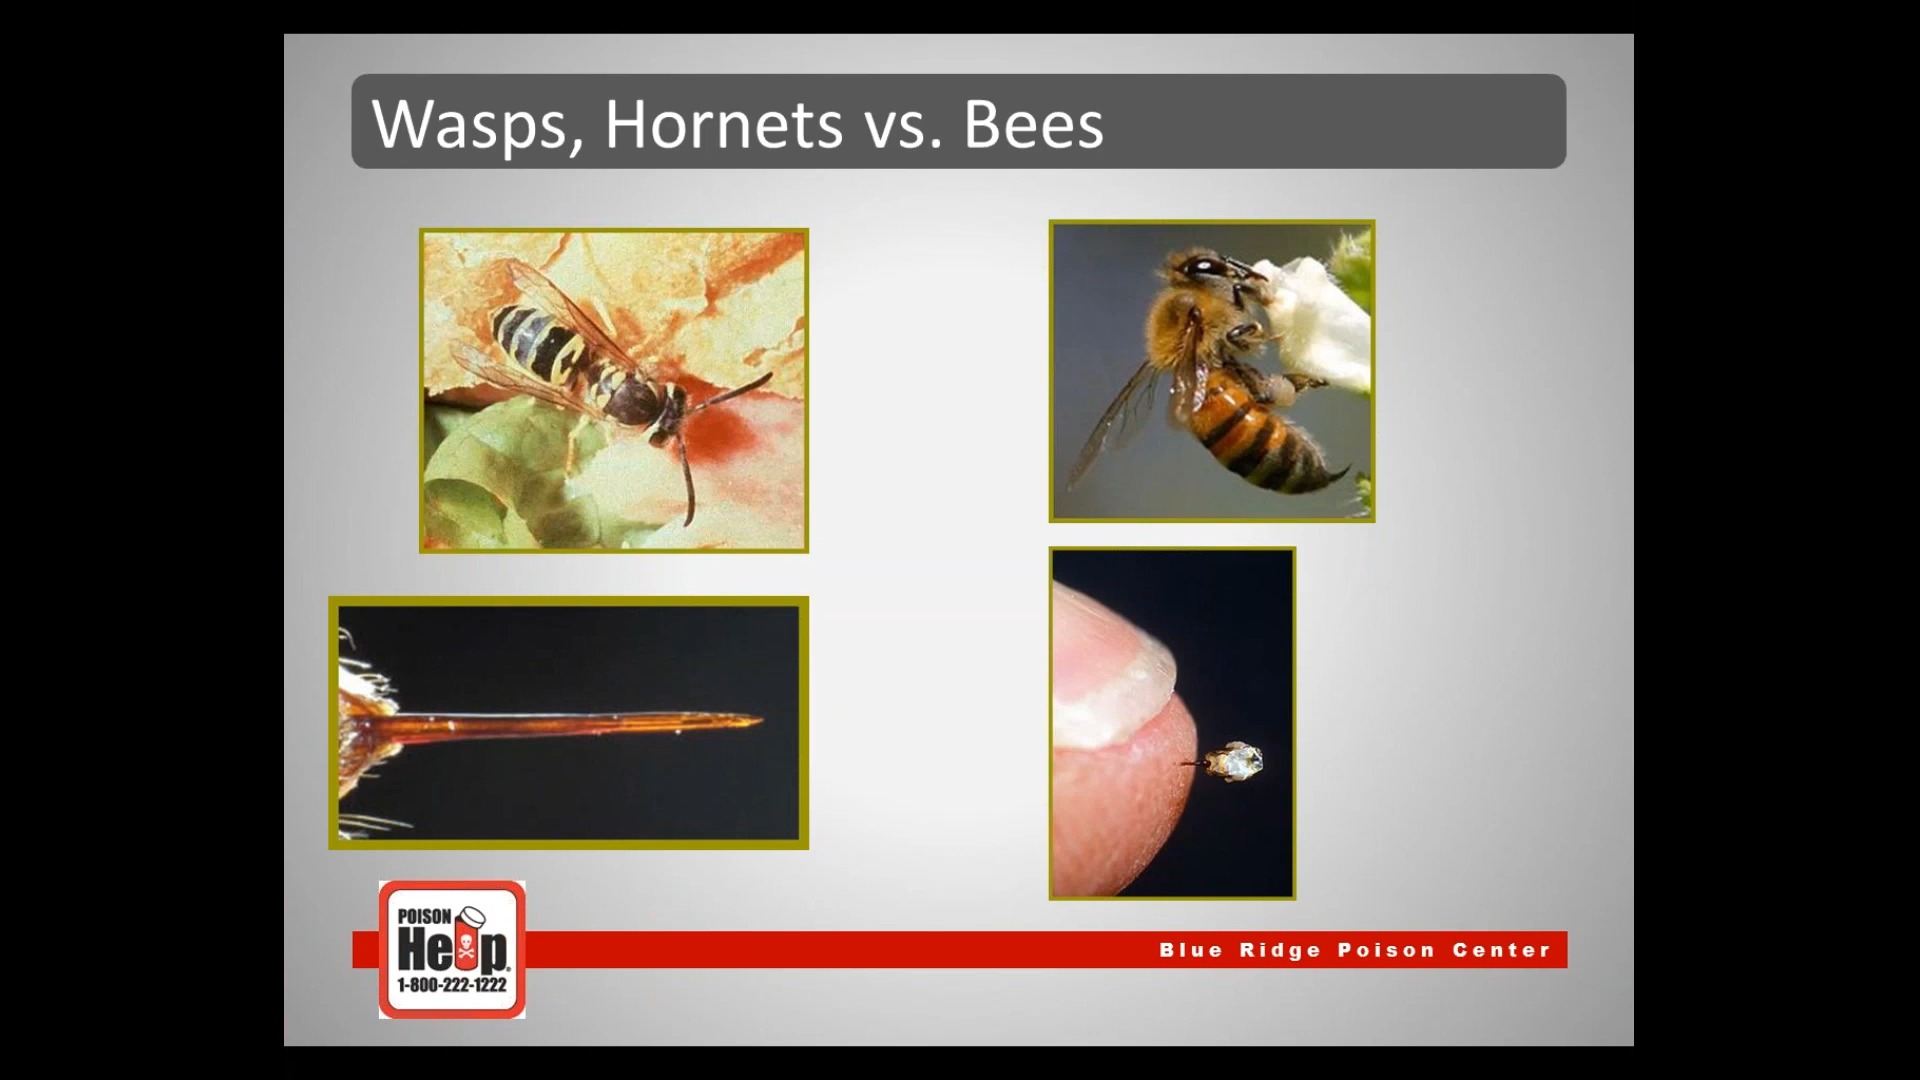 Wasps, Hornets vs. Bees
POISON
Help
1-800-222-1222
Blue Ridge Poison Center